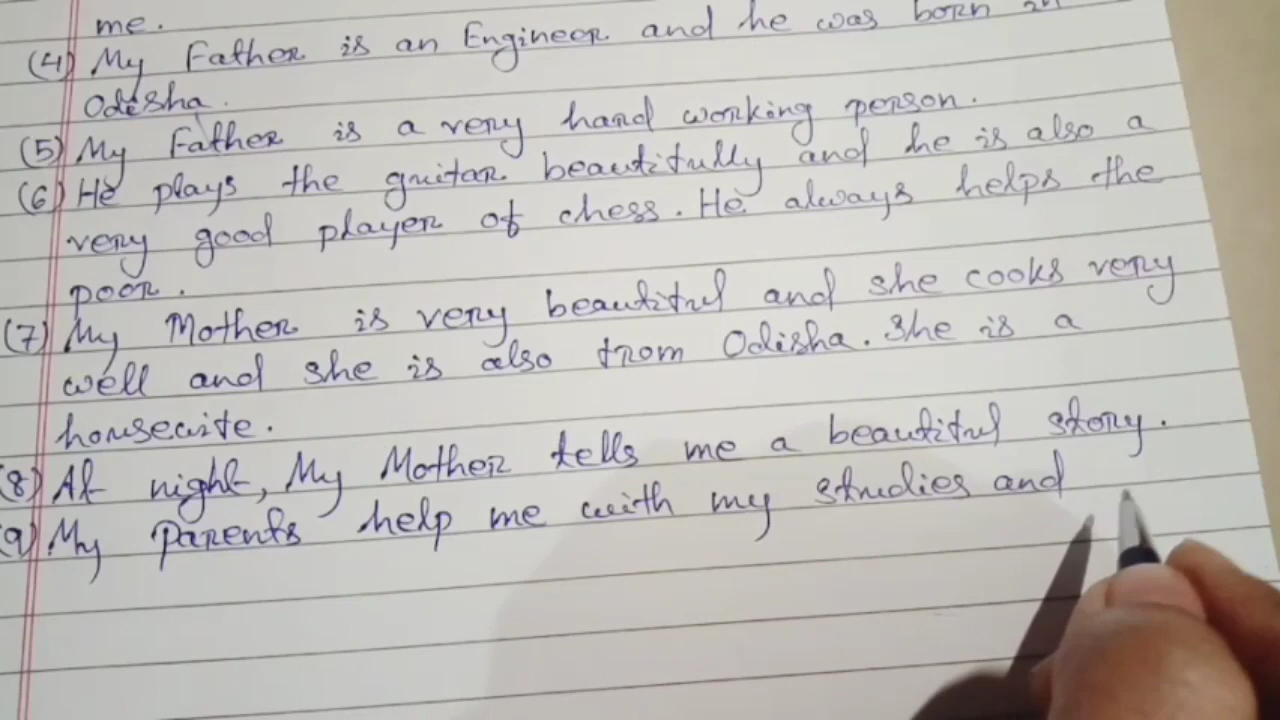 me.
(4) My Father is an Engineer and he was born in
Odisha.
(5) My Father is a very hard working person.
(6) He plays the guitar beautifully and he is also a
very good player of chess. He always helps the
poor.
(7) My Mother is very beautiful and she cooks very
well and she is also from Odisha. She is a
housewife.
(8) At night, My Mother tells me a beautiful story.
(9) My parents help me with my studies and